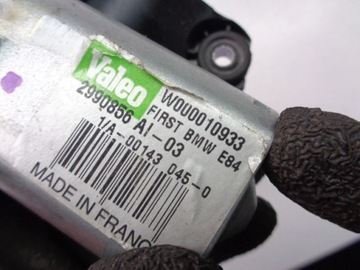 Valeo
W000010933
FIRST BMW E84
2990856 AI-03
1/A-00143 045-0
MADE IN FRANC